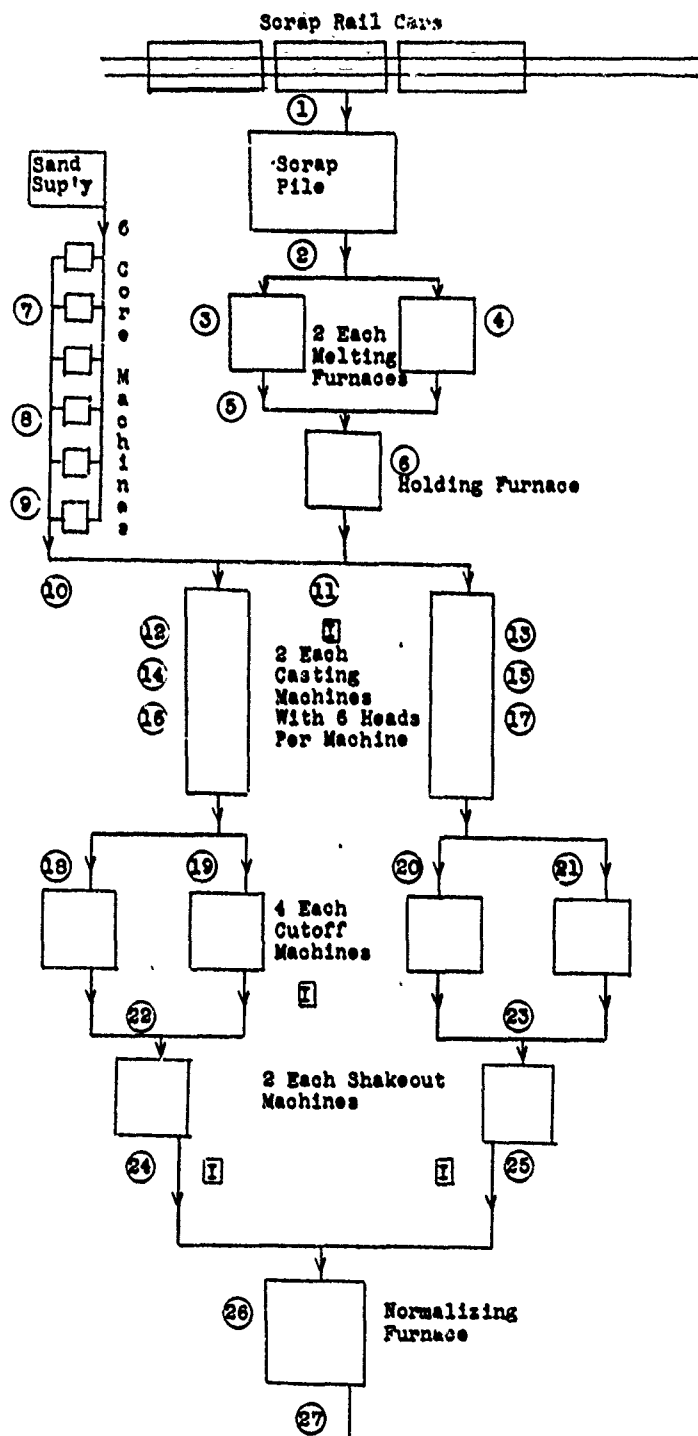 Scrap Rail Cars
1
Sand
Sup'y
Scrap
Pile
6 Core Machines
2
7
3
4
2 Each
Melting
Furnaces
5
8
6
Holding Furnace
9
10
11
I
12
13
2 Each
Casting
Machines
With 6 Heads
Per Machine
14
15
16
17
18
19
20
21
4 Each
Cutoff
Machines
I
22
23
2 Each Shakeout
Machines
24
I
I
25
26
Normalizing
Furnace
27